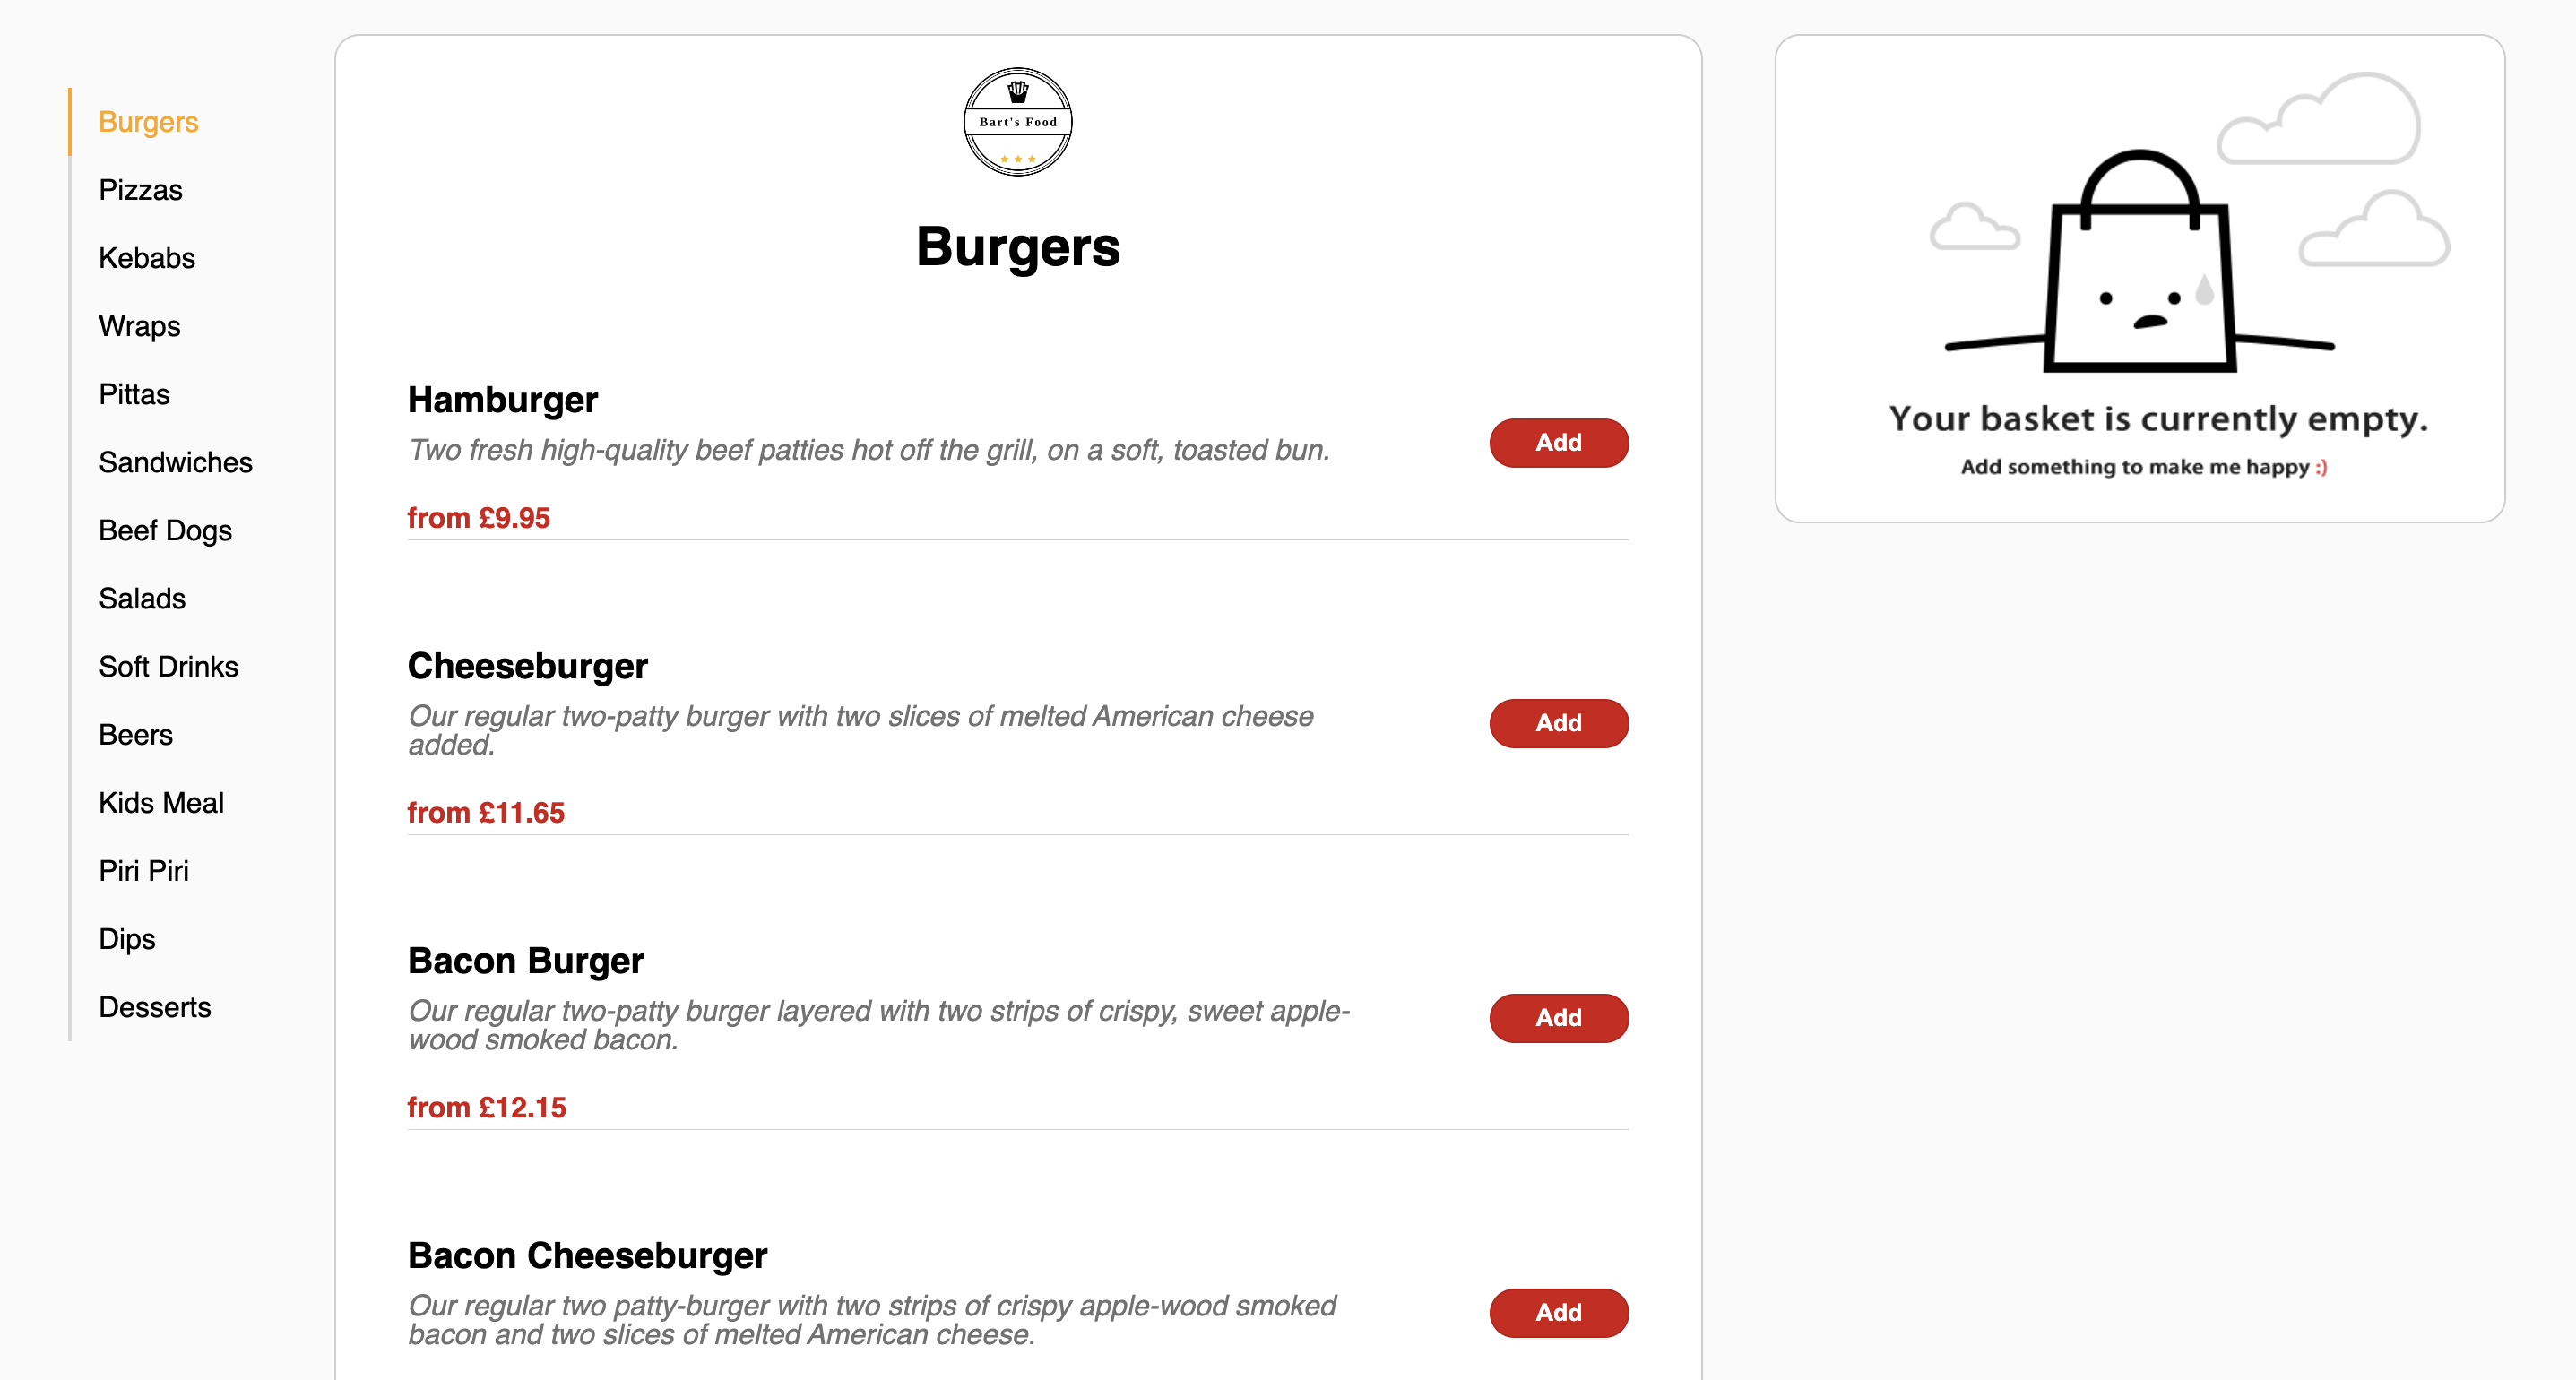 Burgers
Pizzas
Kebabs
Wraps
Pittas
Sandwiches
Beef Dogs
Salads
Soft Drinks
Beers
Kids Meal
Piri Piri
Dips
Desserts
Bart's Food
Burgers
Hamburger
Two fresh high-quality beef patties hot off the grill, on a soft, toasted bun.
Add
from £9.95
Cheeseburger
Our regular two-patty burger with two slices of melted American cheese
added.
Add
from £11.65
Bacon Burger
Our regular two-patty burger layered with two strips of crispy, sweet apple-
wood smoked bacon.
Add
from £12.15
Bacon Cheeseburger
Our regular two patty-burger with two strips of crispy apple-wood smoked
bacon and two slices of melted American cheese.
Add
Your basket is currently empty.
Add something to make me happy :)